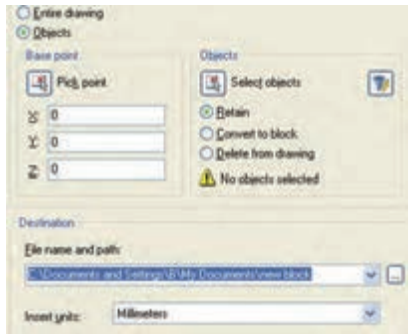 Entire drawing
Objects
Base point
Pick point
X: 0
Y: 0
Z: 0
Objects
Select objects
Retain
Convert to block
Delete from drawing
No objects selected
Destination
File name and path:
C:\Documents and Settings\B\My Documents\new block
...
Insert units: Millimeters